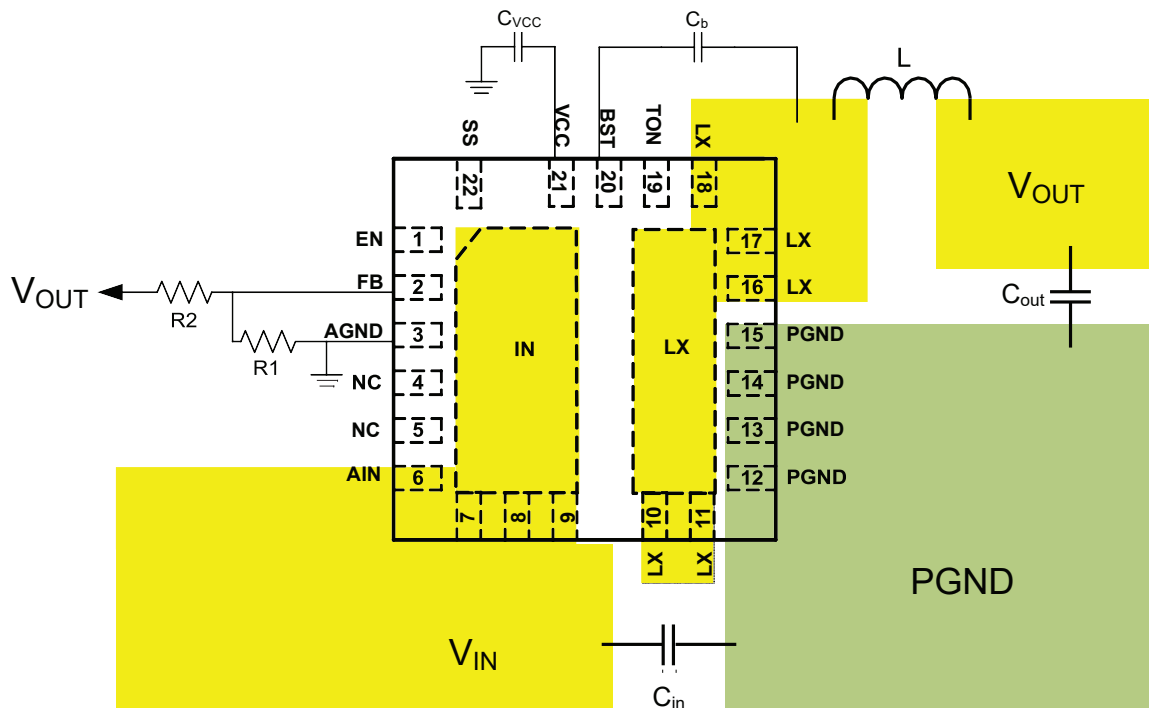 CVCC
Cb
L
SS
VCC
BST
TON
LX
22
21
20
19
18
VOUT
EN
1
17
LX
VOUT
R2
FB
2
16
LX
Cout
R1
AGND
3
IN
LX
15
PGND
NC
4
14
PGND
NC
5
13
PGND
AIN
6
12
PGND
7
8
9
10
11
LX
LX
PGND
VIN
Cin